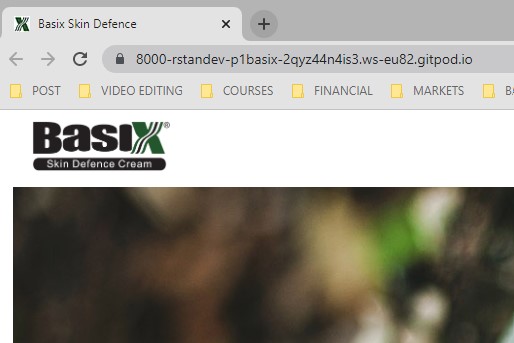 Basix Skin Defence
8000-rstandev-p1basix-2qyz44n4is3.ws-eu82.gitpod.io
POST VIDEO EDITING COURSES FINANCIAL MARKETS
BasiX®
Skin Defence Cream